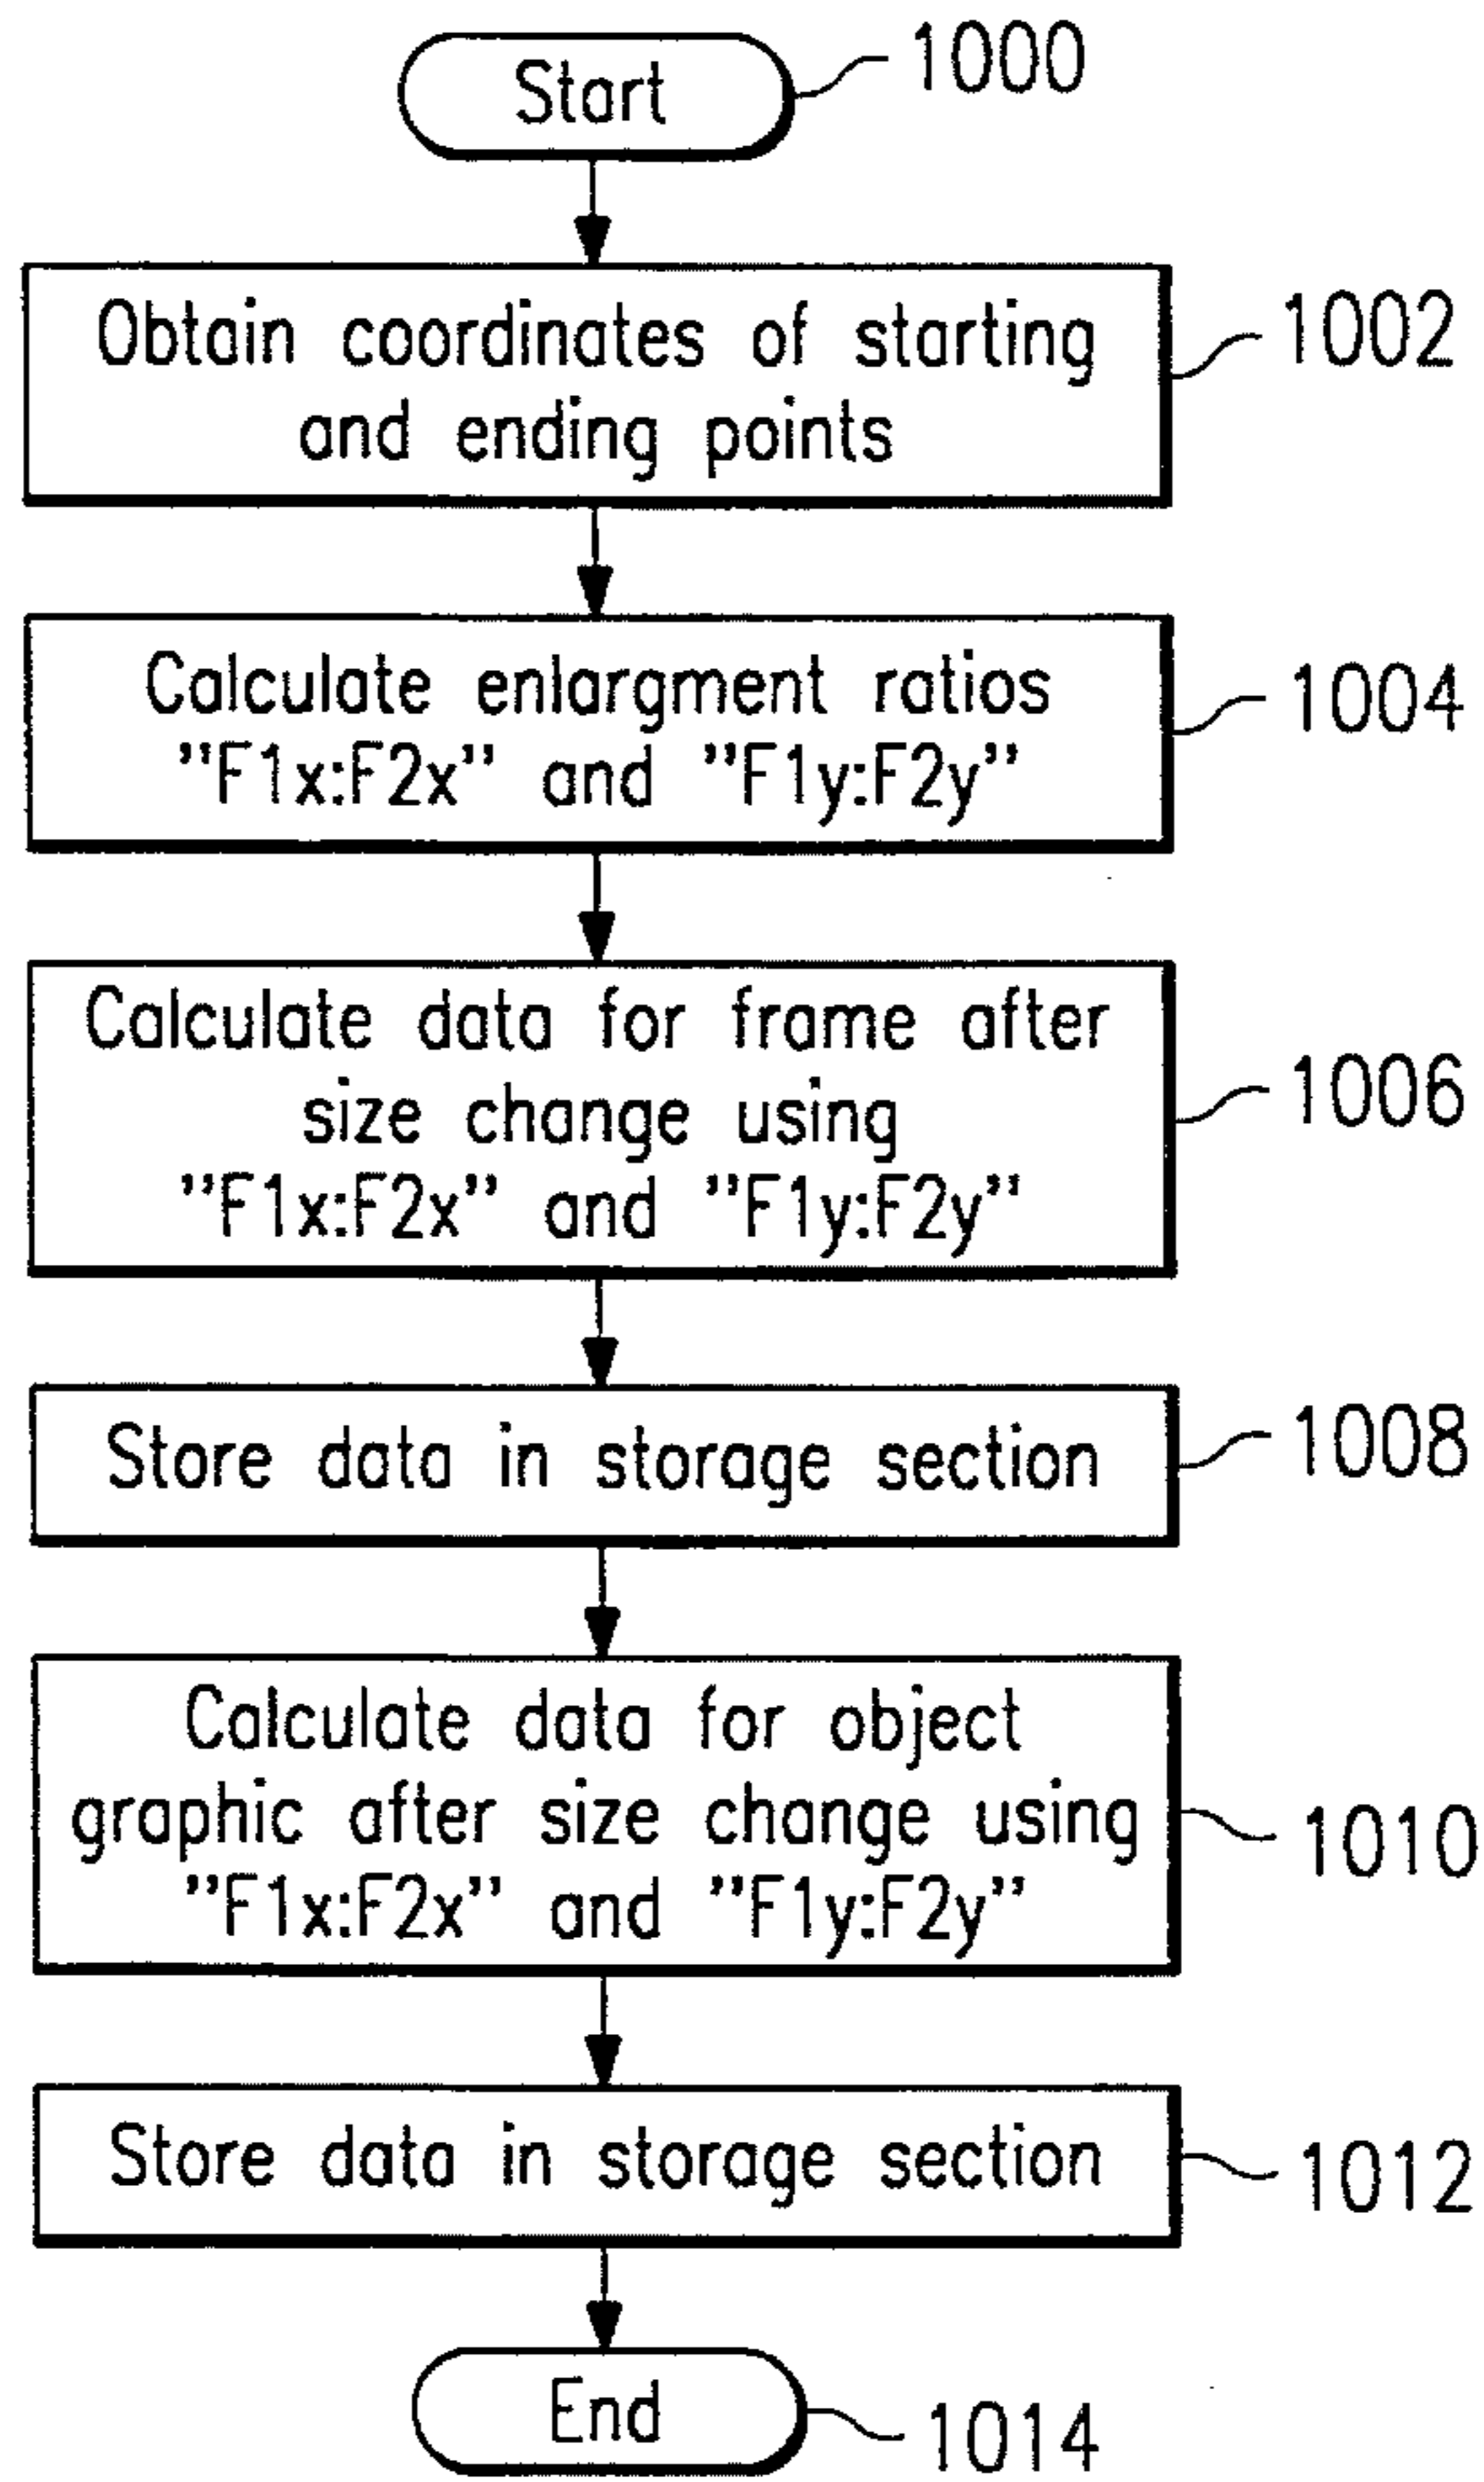 Start
1000
Obtain coordinates of starting
and ending points
1002
Calculate enlargment ratios
"F1x:F2x" and "F1y:F2y"
1004
Calculate data for frame after
size change using
"F1x:F2x" and "F1y:F2y"
1006
Store data in storage section
1008
Calculate data for object
graphic after size change using
"F1x:F2x" and "F1y:F2y"
1010
Store data in storage section
1012
End
1014